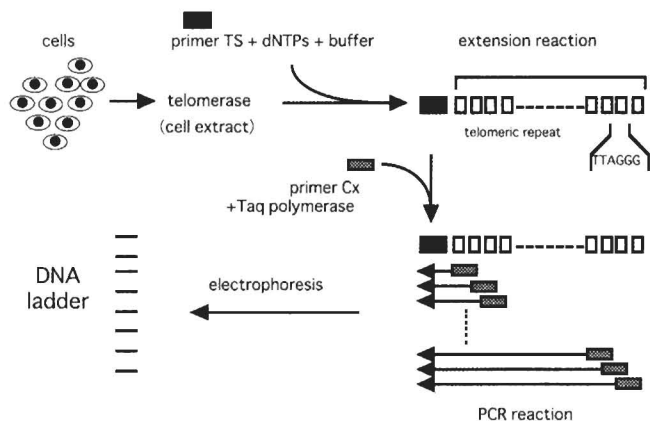 cells
primer TS + dNTPs + buffer
extension reaction
telomerase
(cell extract)
telomeric repeat
TTAGGG
primer Cx
+Taq polymerase
DNA
ladder
electrophoresis
PCR reaction